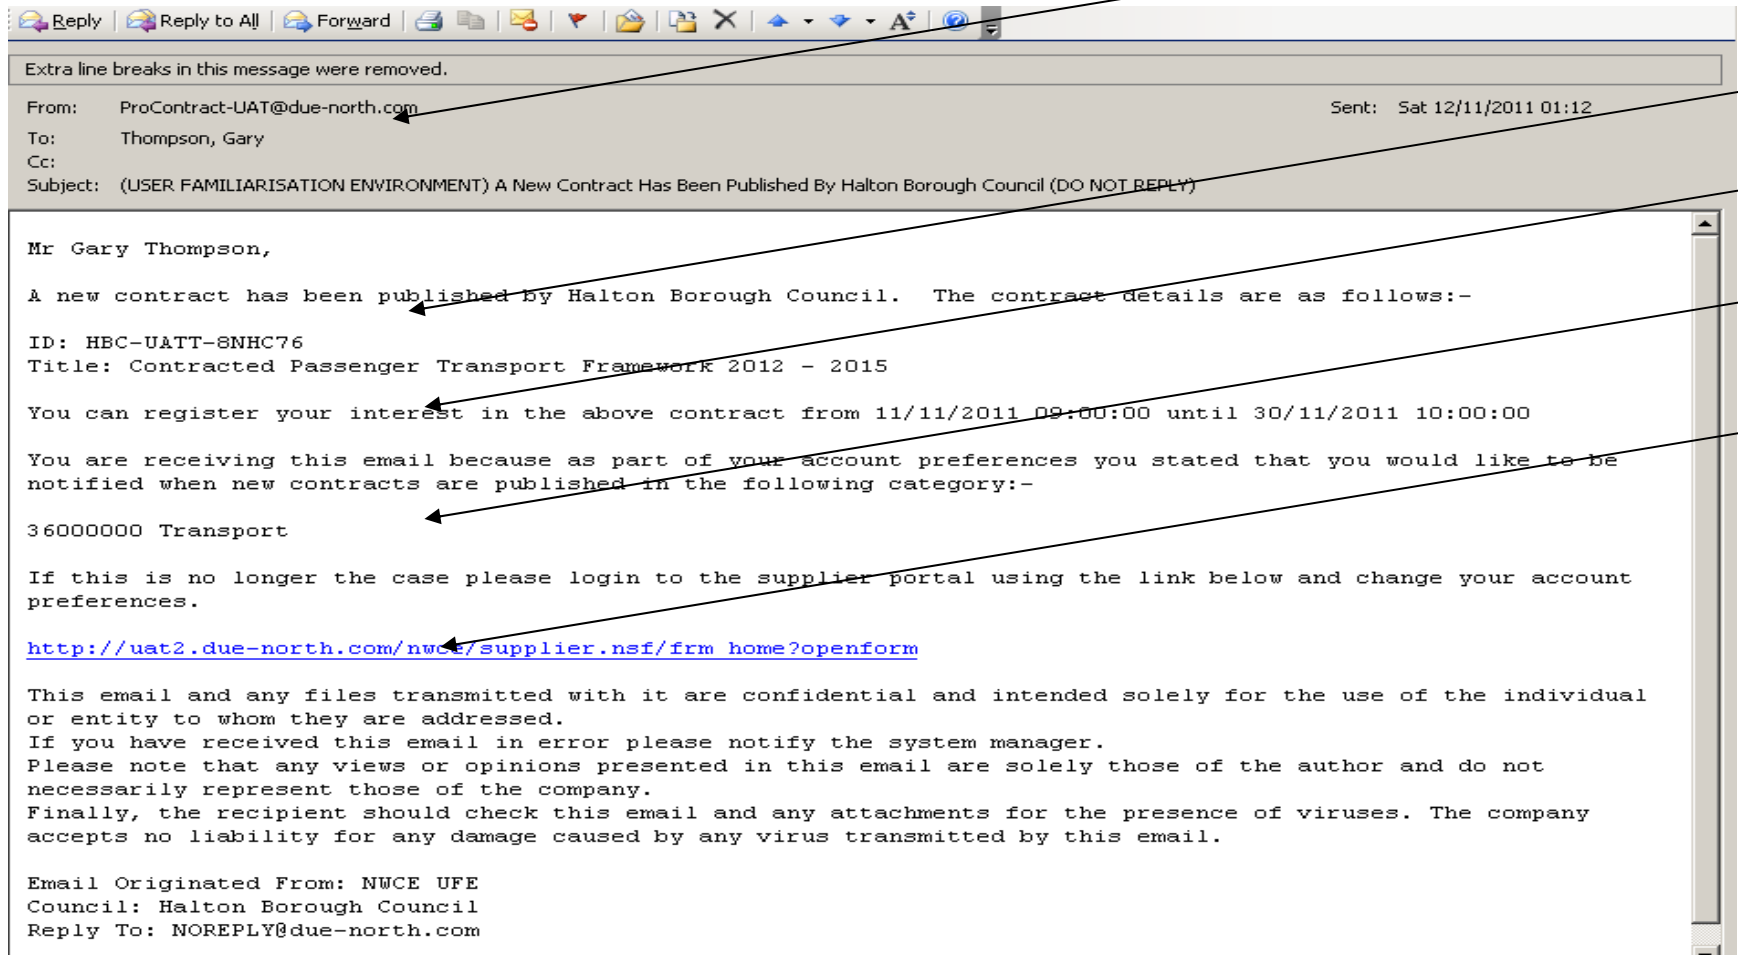 Reply Reply to All Forward
Extra line breaks in this message were removed.
From: ProContract-UAT@due-north.com Sent: Sat 12/11/2011 01:12
To: Thompson, Gary
Cc:
Subject: (USER FAMILIARISATION ENVIRONMENT) A New Contract Has Been Published By Halton Borough Council (DO NOT REPLY)
Mr Gary Thompson,
A new contract has been published by Halton Borough Council. The contract details are as follows:-
ID: HBC-UATT-8NHC76
Title: Contracted Passenger Transport Framework 2012 - 2015
You can register your interest in the above contract from 11/11/2011 09:00:00 until 30/11/2011 10:00:00
You are receiving this email because as part of your account preferences you stated that you would like to be
notified when new contracts are published in the following category:-
36000000 Transport
If this is no longer the case please login to the supplier portal using the link below and change your account
preferences.
http://uat2.due-north.com/nwce/supplier.nsf/frm_home?openform
This email and any files transmitted with it are confidential and intended solely for the use of the individual
or entity to whom they are addressed.
If you have received this email in error please notify the system manager.
Please note that any views or opinions presented in this email are solely those of the author and do not
necessarily represent those of the company.
Finally, the recipient should check this email and any attachments for the presence of viruses. The company
accepts no liability for any damage caused by any virus transmitted by this email.
Email Originated From: NWCE UFE
Council: Halton Borough Council
Reply To: NOREPLY@due-north.com